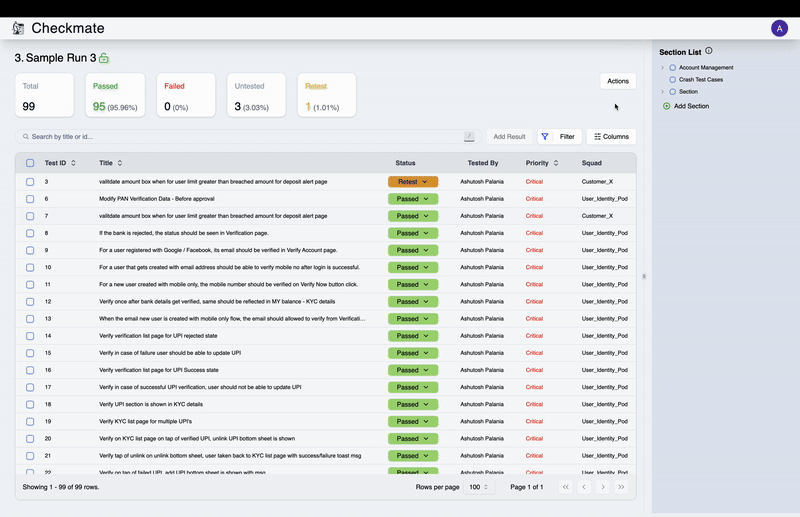 Checkmate
A
3. Sample Run 3
Total
99
Passed
95 (95.96%)
Failed
0 (0%)
Untested
3 (3.03%)
Retest
1 (1.01%)
Actions
Search by title or id...
/
Add Result
Filter
Columns
Test ID Title Status Tested By Priority Squad
3 valitdate amount box when for user limit greater than breached amount for deposit alert page Retest Ashutosh Palania Critical Customer_X
6 Modify PAN Verification Data - Before approval Passed Ashutosh Palania Critical User_Identity_Pod
7 valitdate amount box when for user limit greater than breached amount for deposit alert page Passed Ashutosh Palania Critical Customer_X
8 If the bank is rejected, the status should be seen in Verification page. Passed Ashutosh Palania Critical User_Identity_Pod
9 For a user registered with Google / Facebook, its email should be verified in Verify Account page. Passed Ashutosh Palania Critical User_Identity_Pod
10 For a user that gets created with email address should be able to verify mobile no after login is successful. Passed Ashutosh Palania Critical User_Identity_Pod
11 For a new user created with mobile only, the mobile number should be verified on Verify Now button click. Passed Ashutosh Palania Critical User_Identity_Pod
12 Verify once after bank details get verified, same should be reflected in MY balance - KYC details Passed Ashutosh Palania Critical User_Identity_Pod
13 When the email new user is created with mobile only flow, the email should allowed to verify from Verificati... Passed Ashutosh Palania Critical User_Identity_Pod
14 Verify verification list page for UPI rejected state Passed Ashutosh Palania Critical User_Identity_Pod
15 Verify in case of failure user should be able to update UPI Passed Ashutosh Palania Critical User_Identity_Pod
16 Verify verification list page for UPI Success state Passed Ashutosh Palania Critical User_Identity_Pod
17 Verify in case of successful UPI verification, user should not be able to update UPI Passed Ashutosh Palania Critical User_Identity_Pod
18 Verify UPI section is shown in KYC details Passed Ashutosh Palania Critical User_Identity_Pod
19 Verify KYC list page for multiple UPI's Passed Ashutosh Palania Critical User_Identity_Pod
20 Verify on KYC list page on tap of verified UPI, unlink UPI bottom sheet is shown Passed Ashutosh Palania Critical User_Identity_Pod
21 Verify tap of unlink on unlink bottom sheet, user taken back to KYC list page with success/failure toast msg Passed Ashutosh Palania Critical User_Identity_Pod
22 Verify on tap of failed UPI, add UPI bottom sheet is shown with msg Passed Ashutosh Palania Critical User_Identity_Pod
Showing 1 - 99 of 99 rows.
Rows per page 100
Page 1 of 1
Section List
Account Management
Crash Test Cases
Section
Add Section